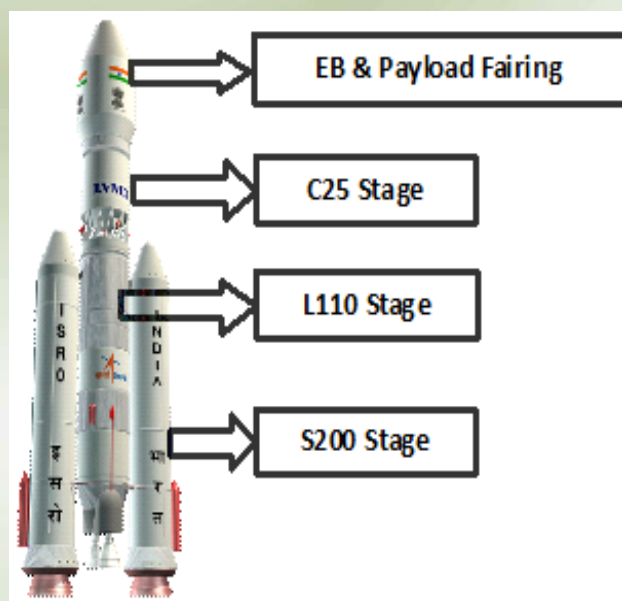 EB & Payload Fairing
LVM3
C25 Stage
L110 Stage
ISRO
INDIA
S200 Stage
इसरो
भारत